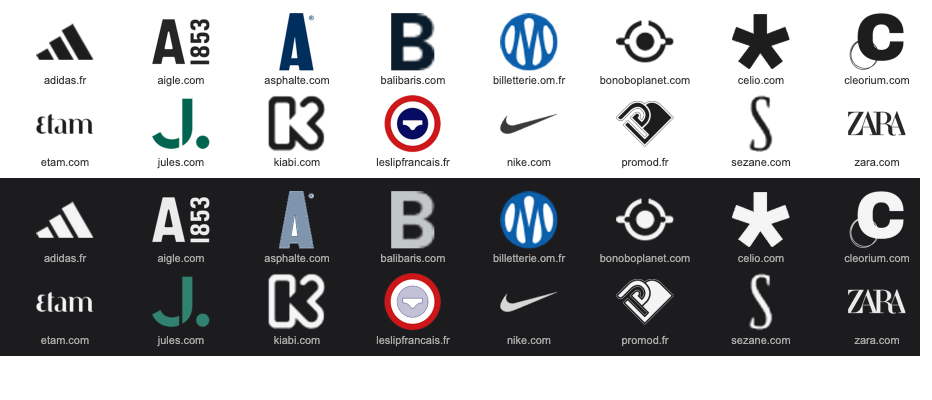 A 1853 A® B C
adidas.fr aigle.com asphalte.com balibaris.com billetterie.om.fr bonoboplanet.com celio.com cleorium.com
etam J. K P S ZARA
etam.com jules.com kiabi.com leslipfrancais.fr nike.com promod.fr sezane.com zara.com
A 1853 A® B C
adidas.fr aigle.com asphalte.com balibaris.com billetterie.om.fr bonoboplanet.com celio.com cleorium.com
etam J. K P S ZARA
etam.com jules.com kiabi.com leslipfrancais.fr nike.com promod.fr sezane.com zara.com